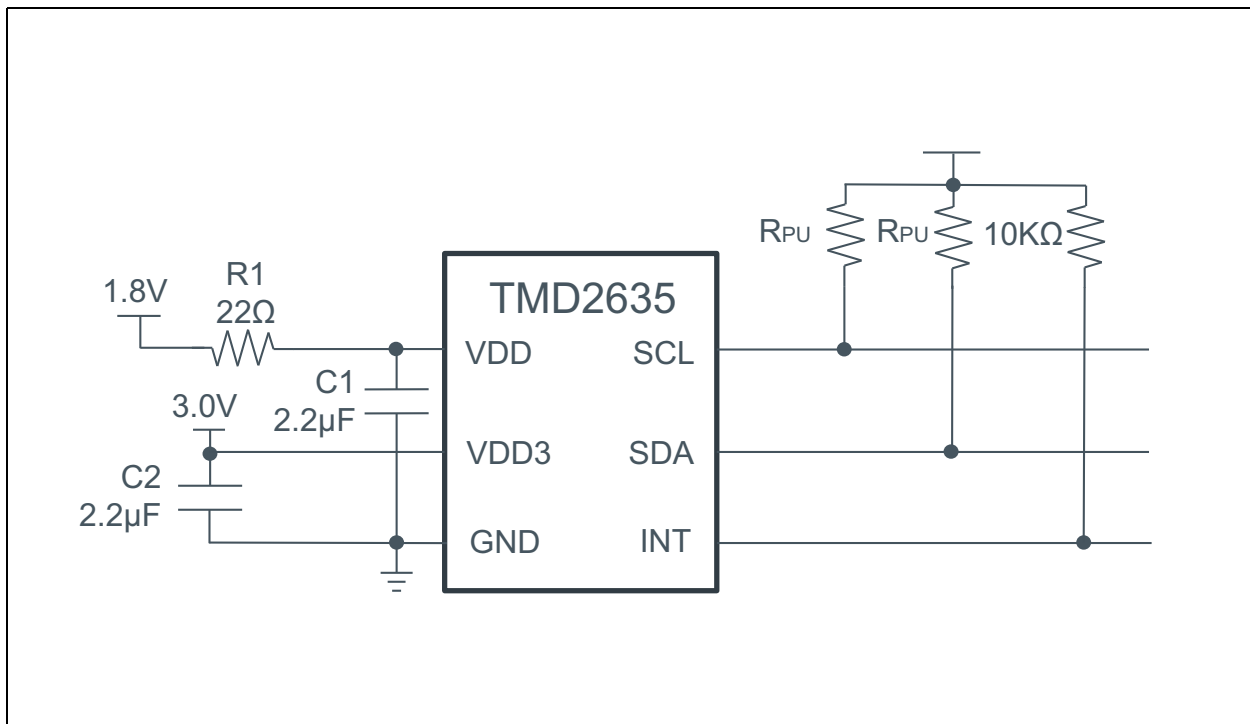 RPU
RPU
10KΩ
R1
22Ω
1.8V
TMD2635
VDD
SCL
C1
2.2µF
3.0V
VDD3
SDA
C2
2.2µF
GND
INT